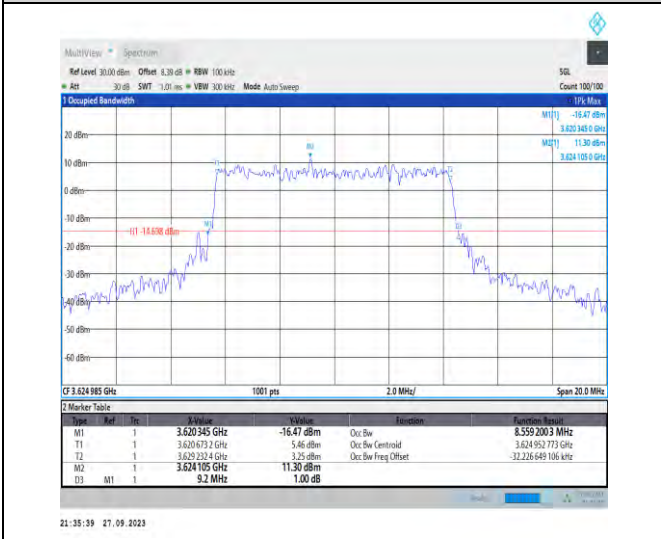 MultiView Spectrum
Ref Level 30.00 dBm Offset 8.39 dB RBW 100 kHz SGL
Att 30 dB SWT 1.01 ms VBW 300 kHz Mode Auto Sweep Count 100/100
1 Occupied Bandwidth 1Pk Max
M1[1] -16.47 dBm
3.620 345 0 GHz
M2[1] 11.30 dBm
3.624 105 0 GHz
20 dBm
M2
10 dBm
T1
T2
0 dBm
-10 dBm
M1
D3
H1 -14.698 dBm
-20 dBm
-30 dBm
-40 dBm
-50 dBm
-60 dBm
CF 3.624 985 GHz 1001 pts 2.0 MHz/ Span 20.0 MHz
2 Marker Table
Type Ref Trc X-Value Y-Value Function Function Result
M1 1 3.620 345 GHz -16.47 dBm Occ Bw 8.559 200 3 MHz
T1 1 3.620 673 2 GHz 5.46 dBm Occ Bw Centroid 3.624 952 773 GHz
T2 1 3.629 232 4 GHz 3.25 dBm Occ Bw Freq Offset -32.226 649 106 kHz
M2 1 3.624 105 GHz 11.30 dBm
D3 M1 1 9.2 MHz 1.00 dB
21:35:39 27.09.2023